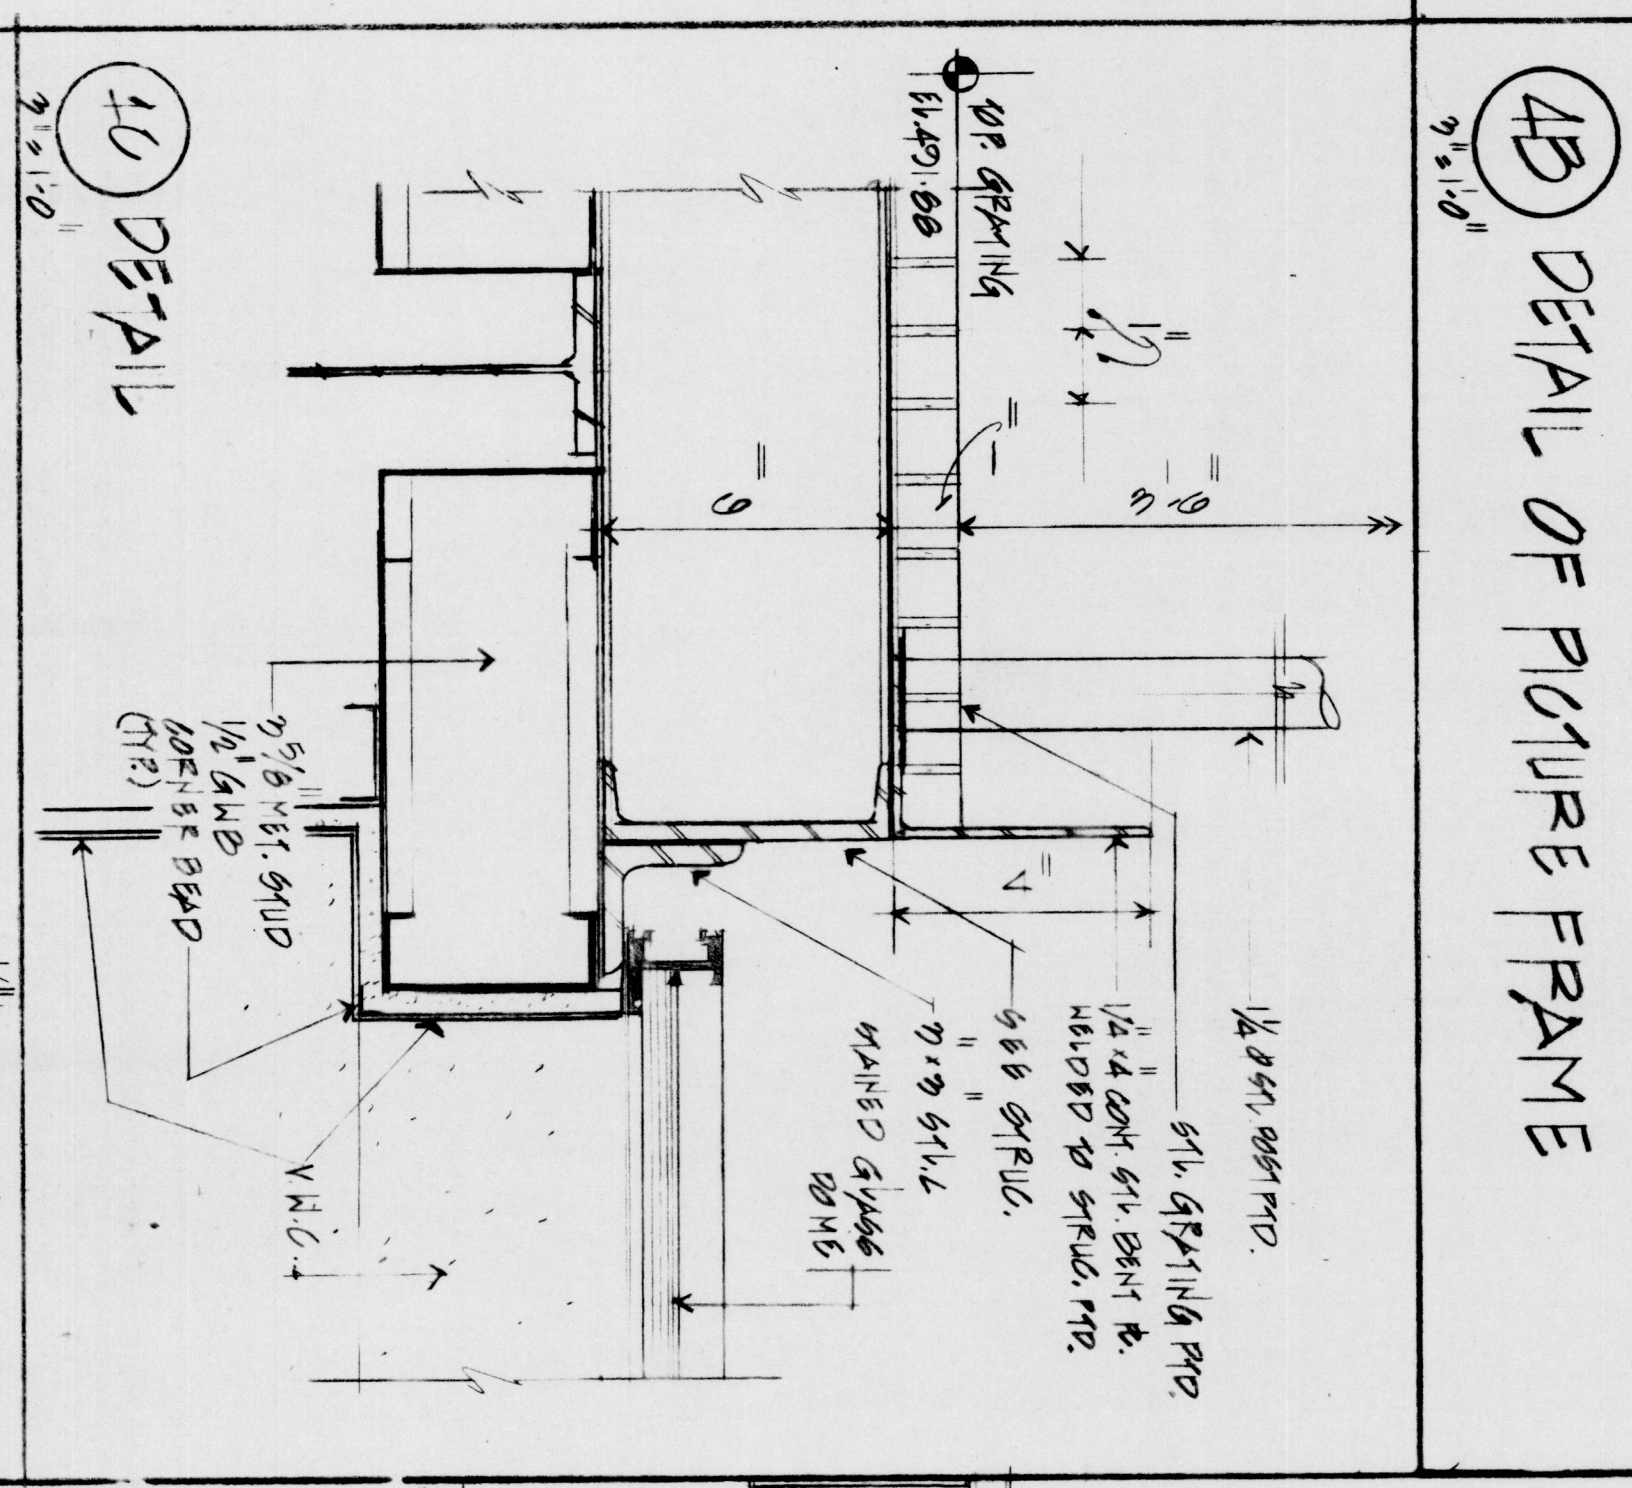 4B DETAIL OF PICTURE FRAME
3"=1'-0"
TOP. GRATING
EL.491.88
1/2"
1"
3'-6"
6"
4"
1/4 Ø STL. POST PTD.
STL. GRATING PTD.
1/4"x4" CONT. STL. BENT PL.
WELDED TO STRUC. PTD.
SEE STRUC.
3"x3" STL. L
STAINED GLASS
DOME
V.W.C.
3 5/8" MET. STUD
1/2" GWB
CORNER BEAD
(TYP.)
4C DETAIL
3"=1'-0"